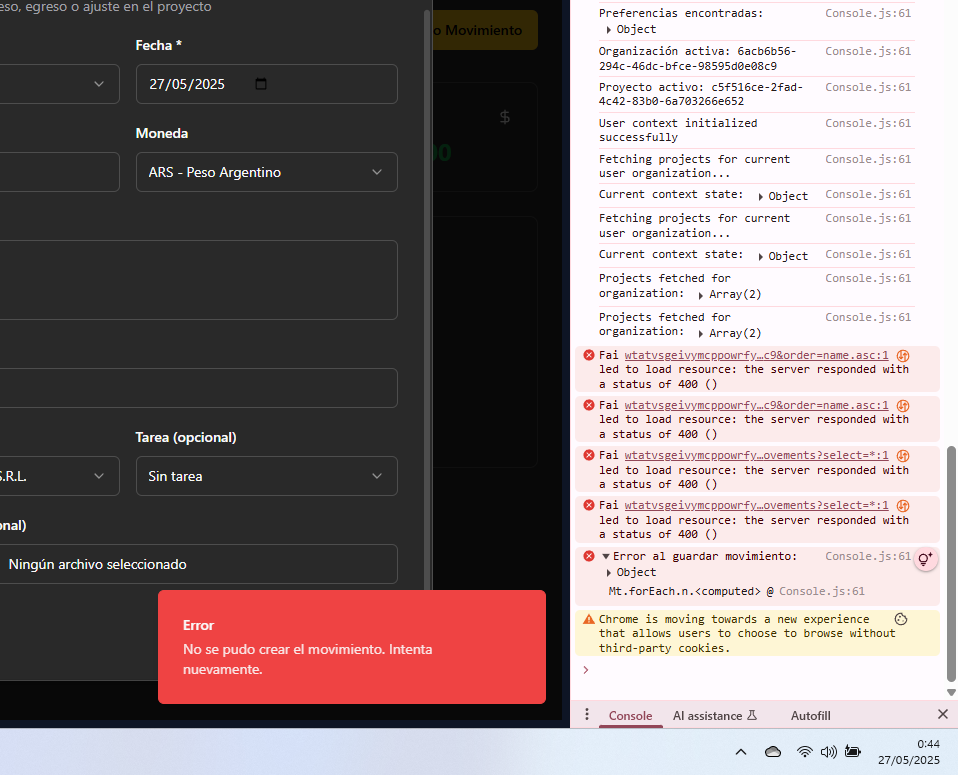 eso, egreso o ajuste en el proyecto
o Movimiento
Fecha *
27/05/2025
$
Moneda
00
ARS - Peso Argentino
Tarea (opcional)
S.R.L.
Sin tarea
onal)
Ningún archivo seleccionado
Error
No se pudo crear el movimiento. Intenta
nuevamente.
Preferencias encontradas: Console.js:61
Object
Organización activa: 6acb6b56- Console.js:61
294c-46dc-bfce-98595d0e08c9
Proyecto activo: c5f516ce-2fad- Console.js:61
4c42-83b0-6a703266e652
User context initialized Console.js:61
successfully
Fetching projects for current Console.js:61
user organization...
Current context state: Object Console.js:61
Fetching projects for current Console.js:61
user organization...
Current context state: Object Console.js:61
Projects fetched for Console.js:61
organization: Array(2)
Projects fetched for Console.js:61
organization: Array(2)
Fai wtatvsgeivymcppowrfy…c9&order=name.asc:1
led to load resource: the server responded with
a status of 400 ()
Fai wtatvsgeivymcppowrfy…c9&order=name.asc:1
led to load resource: the server responded with
a status of 400 ()
Fai wtatvsgeivymcppowrfy…ovements?select=*:1
led to load resource: the server responded with
a status of 400 ()
Fai wtatvsgeivymcppowrfy…ovements?select=*:1
led to load resource: the server responded with
a status of 400 ()
Error al guardar movimiento: Console.js:61
Object
Mt.forEach.n.<computed> @ Console.js:61
Chrome is moving towards a new experience
that allows users to choose to browse without
third-party cookies.
Console AI assistance Autofill
0:44
27/05/2025